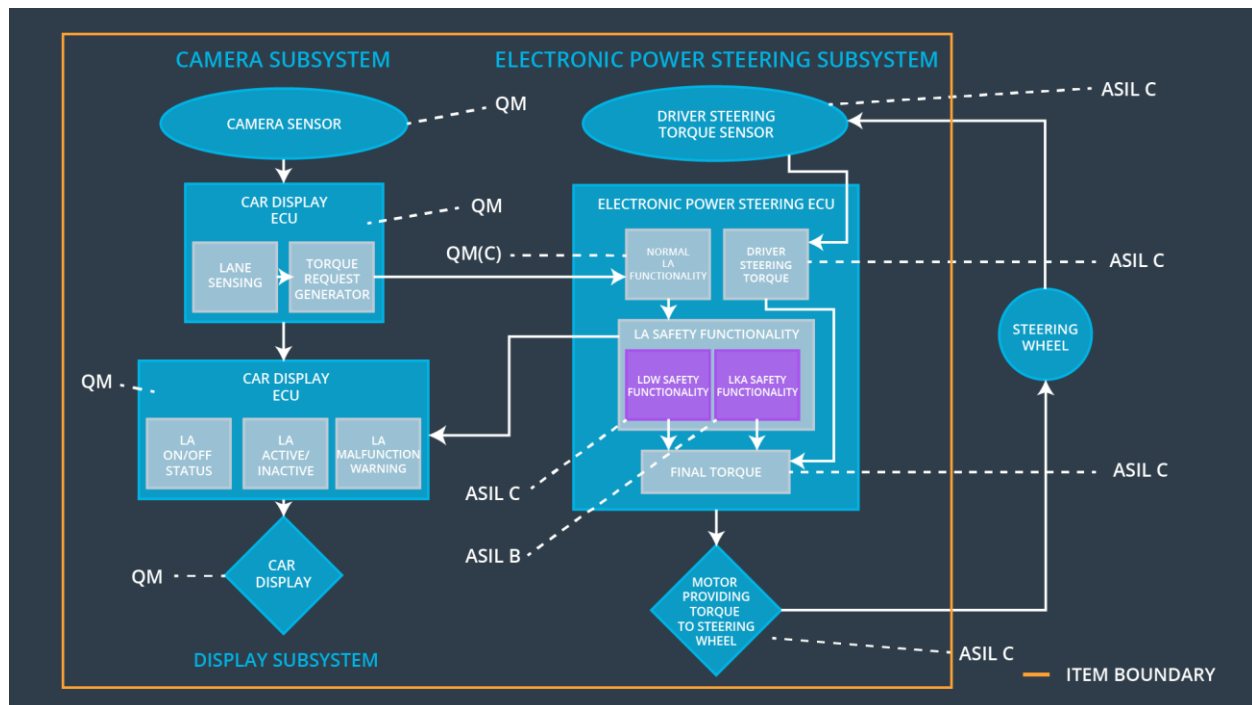 CAMERA SUBSYSTEM
ELECTRONIC POWER STEERING SUBSYSTEM
CAMERA SENSOR
QM
DRIVER STEERING
TORQUE SENSOR
ASIL C
CAR DISPLAY
ECU
QM
LANE
SENSING
TORQUE
REQUEST
GENERATOR
ELECTRONIC POWER STEERING ECU
QM(C)
NORMAL
LA
FUNCTIONALITY
DRIVER
STEERING
TORQUE
ASIL C
LA SAFETY FUNCTIONALITY
LDW SAFETY
FUNCTIONALITY
LKA SAFETY
FUNCTIONALITY
STEERING
WHEEL
QM
CAR DISPLAY
ECU
LA
ON/OFF
STATUS
LA
ACTIVE/
INACTIVE
LA
MALFUNCTION
WARNING
FINAL TORQUE
ASIL C
ASIL C
ASIL B
QM
CAR
DISPLAY
MOTOR
PROVIDING
TORQUE
TO STEERING
WHEEL
ASIL C
DISPLAY SUBSYSTEM
ITEM BOUNDARY